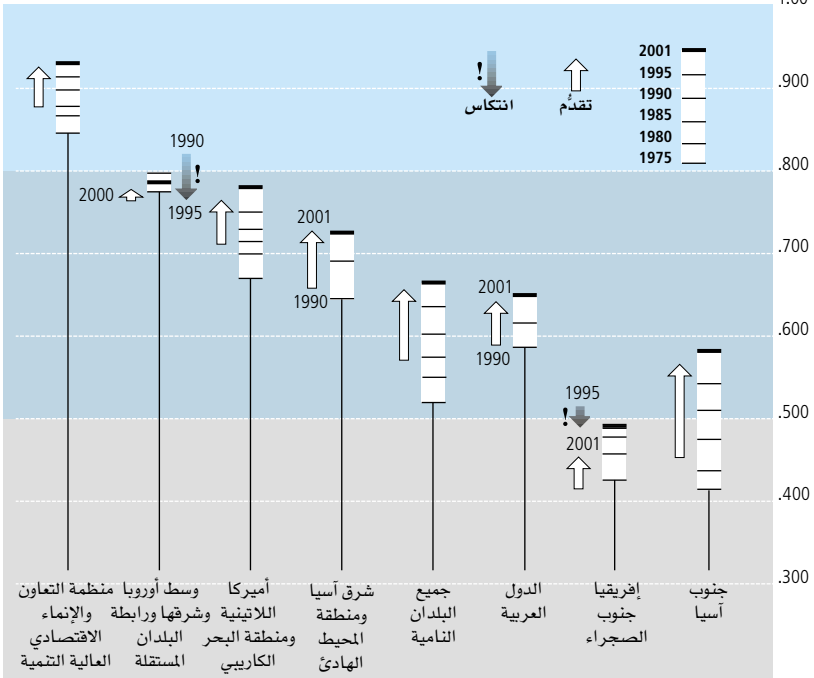 1.00
.900
.800
.700
.600
.500
.400
.300
2001
1995
1990
1985
1980
1975
تقدُّم
انتكاس
!
1990
!
1995
2000
2001
1990
2001
1990
1995
!
2001
جنوب
آسيا
إفريقيا
جنوب
الصجراء
الدول
العربية
جميع
البلدان
النامية
شرق آسيا
ومنطقة
المحيط
الهادئ
أميركا
اللاتينية
ومنطقة البحر
الكاريبي
وسط أوروبا
وشرقها ورابطة
البلدان
المستقلة
منظمة التعاون
والإنماء
الاقتصادي
العالية التنمية